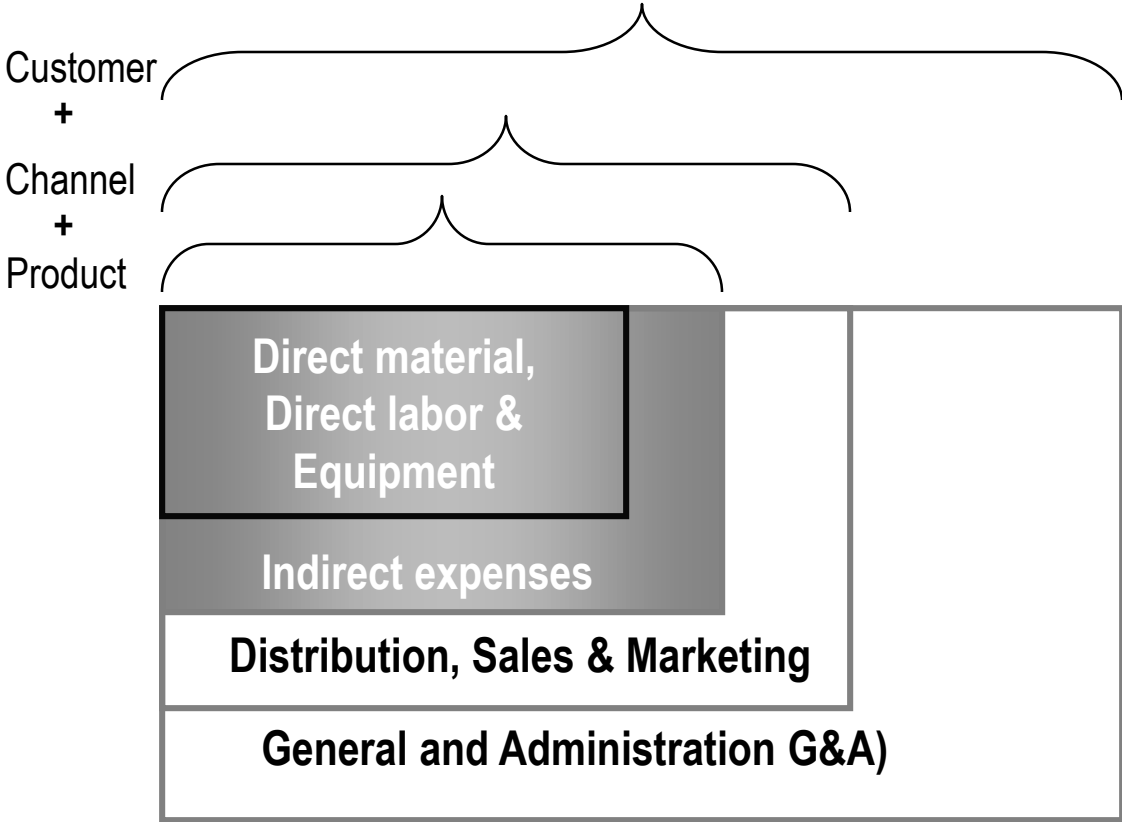 Customer
+
Channel
+
Product
Direct material,
Direct labor &
Equipment
Indirect expenses
Distribution, Sales & Marketing
General and Administration G&A)